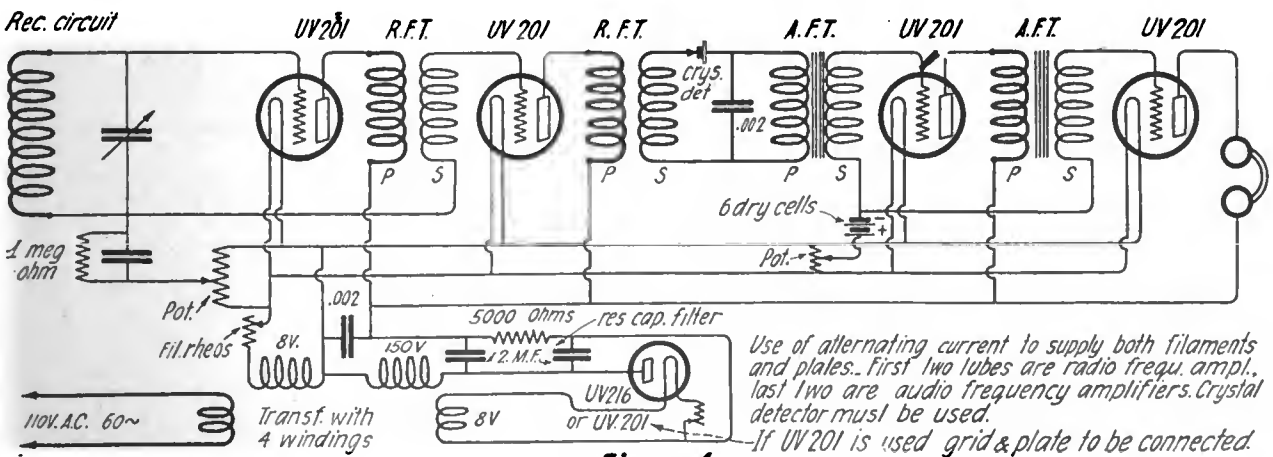 Rec. circuit
UV201
R.F.T.
UV 201
R.F.T.
A.F.T.
UV 201
A.F.T.
UV 201
crys.
det
.002
P
S
P
S
P
S
P
S
6 dry cells
-
+
1 meg
ohm
Pot.
Pot.
Fil. rheos
.002
8V.
150V
5000 Ohms
res cap. filter
2. M.F.
UV216
or UV.201
8V
110V. A.C. 60~
Transf. with
4 windings
Use of alternating current to supply both filaments
and plates. First two tubes are radio frequ. ampl.,
last two are audio frequency amplifiers. Crystal
detector must be used.
If UV 201 is used grid & plate to be connected.